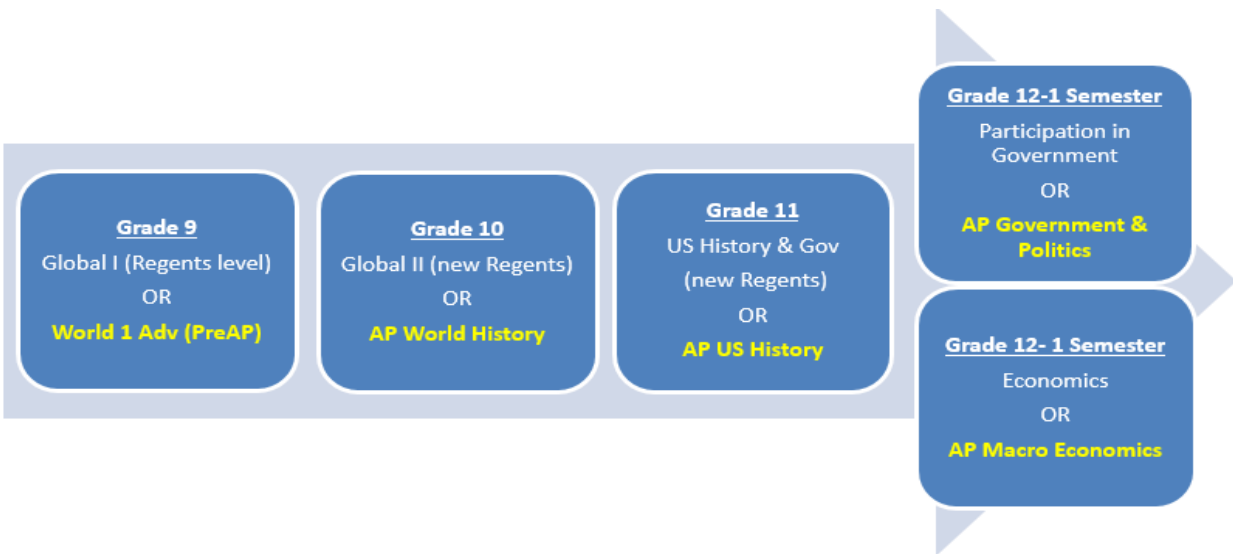 Grade 9
Global I (Regents level)
OR
World 1 Adv (PreAP)
Grade 10
Global II (new Regents)
OR
AP World History
Grade 11
US History & Gov
(new Regents)
OR
AP US History
Grade 12-1 Semester
Participation in
Government
OR
AP Government &
Politics
Grade 12- 1 Semester
Economics
OR
AP Macro Economics